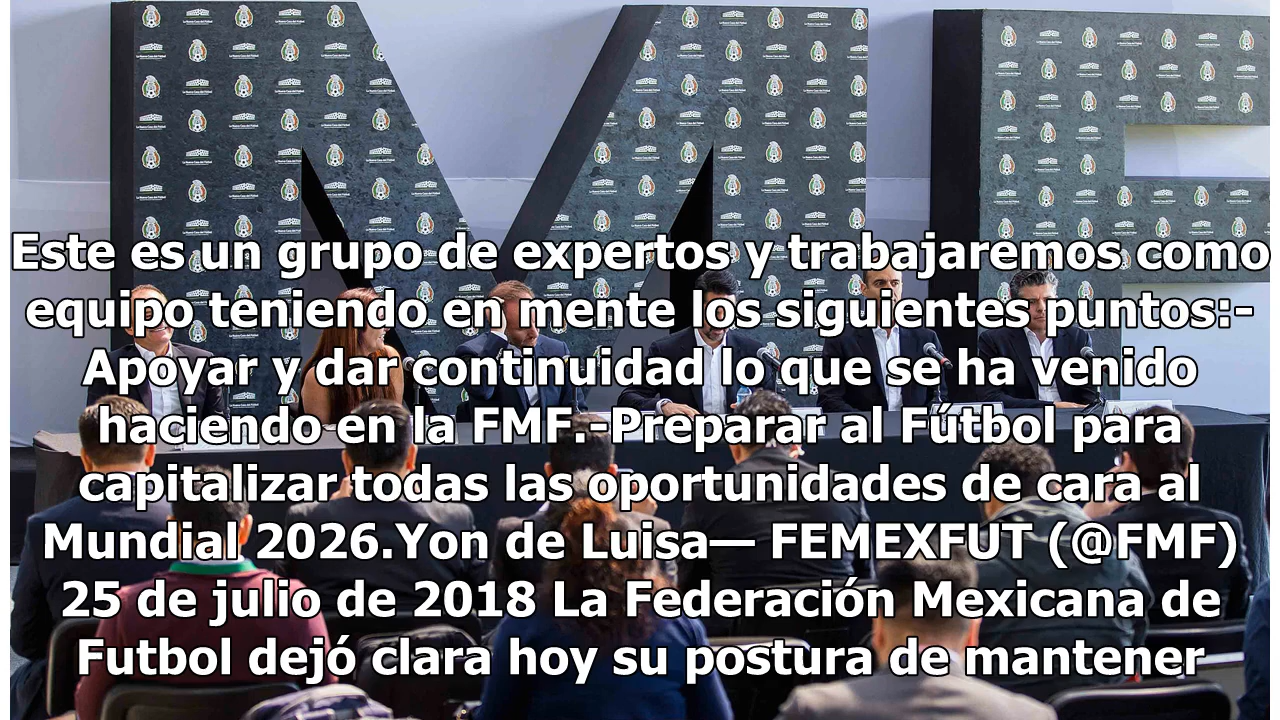 Este es un grupo de expertos y trabajaremos como
equipo teniendo en mente los siguientes puntos:-
Apoyar y dar continuidad lo que se ha venido
haciendo en la FMF.-Preparar al Fútbol para
capitalizar todas las oportunidades de cara al
Mundial 2026.Yon de Luisa— FEMEXFUT (@FMF)
25 de julio de 2018 La Federación Mexicana de
Futbol dejó clara hoy su postura de mantener